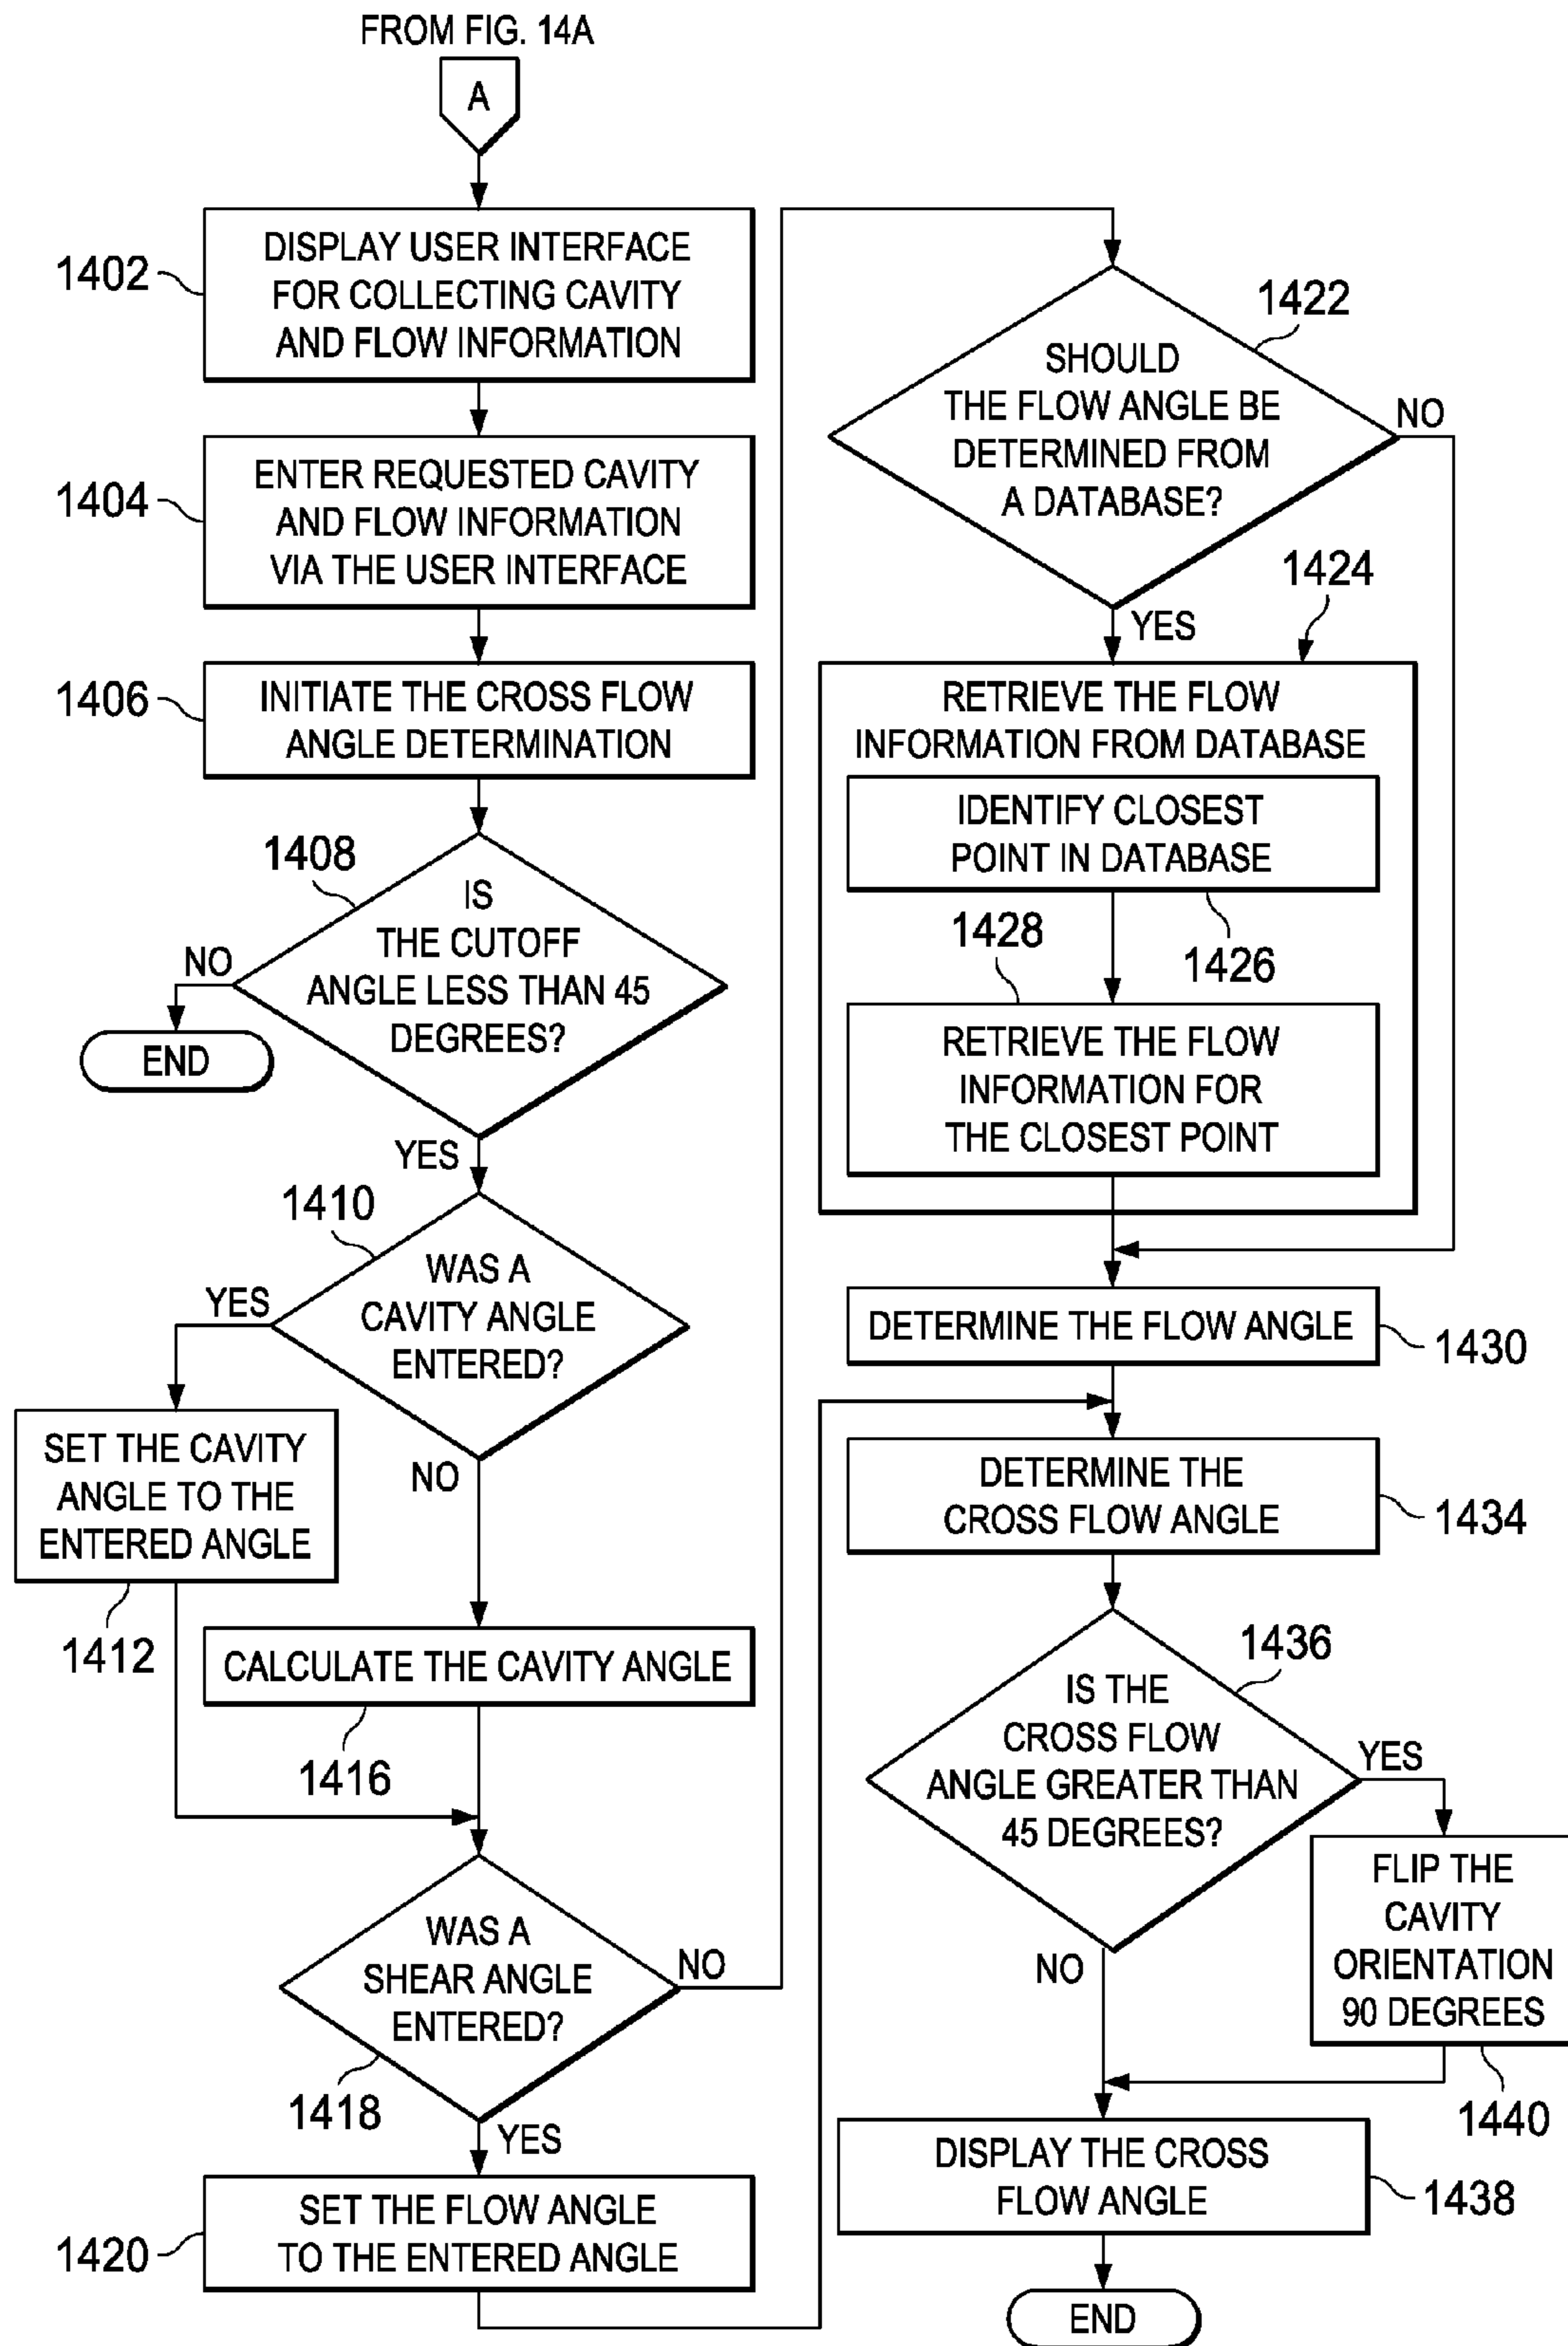 FROM FIG. 14A
A
1402
DISPLAY USER INTERFACE
FOR COLLECTING CAVITY
AND FLOW INFORMATION
1404
ENTER REQUESTED CAVITY
AND FLOW INFORMATION
VIA THE USER INTERFACE
1406
INITIATE THE CROSS FLOW
ANGLE DETERMINATION
1408
IS
THE CUTOFF
ANGLE LESS THAN 45
DEGREES?
NO
END
YES
1410
WAS A
CAVITY ANGLE
ENTERED?
YES
NO
SET THE CAVITY
ANGLE TO THE
ENTERED ANGLE
1412
CALCULATE THE CAVITY ANGLE
1416
WAS A
SHEAR ANGLE
ENTERED?
NO
1418
YES
SET THE FLOW ANGLE
TO THE ENTERED ANGLE
1420
1422
SHOULD
THE FLOW ANGLE BE
DETERMINED FROM
A DATABASE?
NO
YES
1424
RETRIEVE THE FLOW
INFORMATION FROM DATABASE
IDENTIFY CLOSEST
POINT IN DATABASE
1426
1428
RETRIEVE THE FLOW
INFORMATION FOR
THE CLOSEST POINT
DETERMINE THE FLOW ANGLE
1430
DETERMINE THE
CROSS FLOW ANGLE
1434
1436
IS THE
CROSS FLOW
ANGLE GREATER THAN
45 DEGREES?
YES
NO
FLIP THE
CAVITY
ORIENTATION
90 DEGREES
1440
DISPLAY THE CROSS
FLOW ANGLE
1438
END